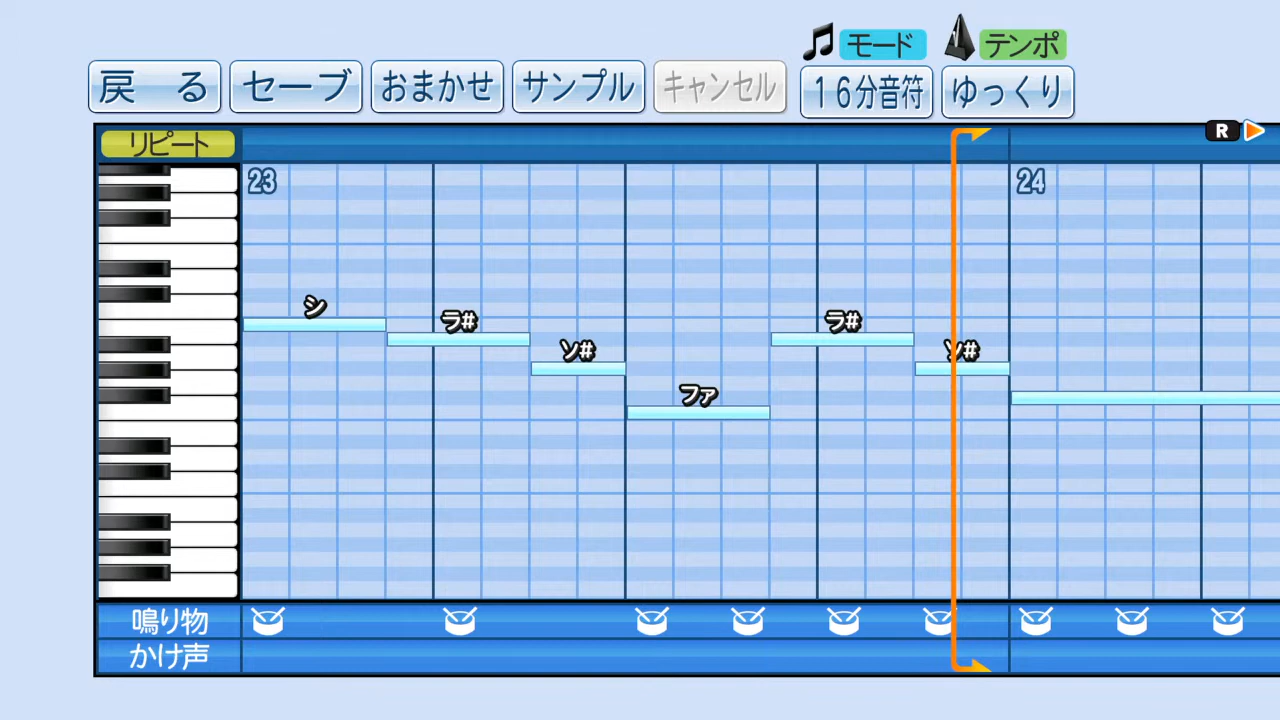 モード テンポ
戻る セーブ おまかせ サンプル キャンセル 16分音符 ゆっくり
リピート R
23 24
シ
ラ# ラ#
ソ# ソ#
ファ
鳴り物
かけ声